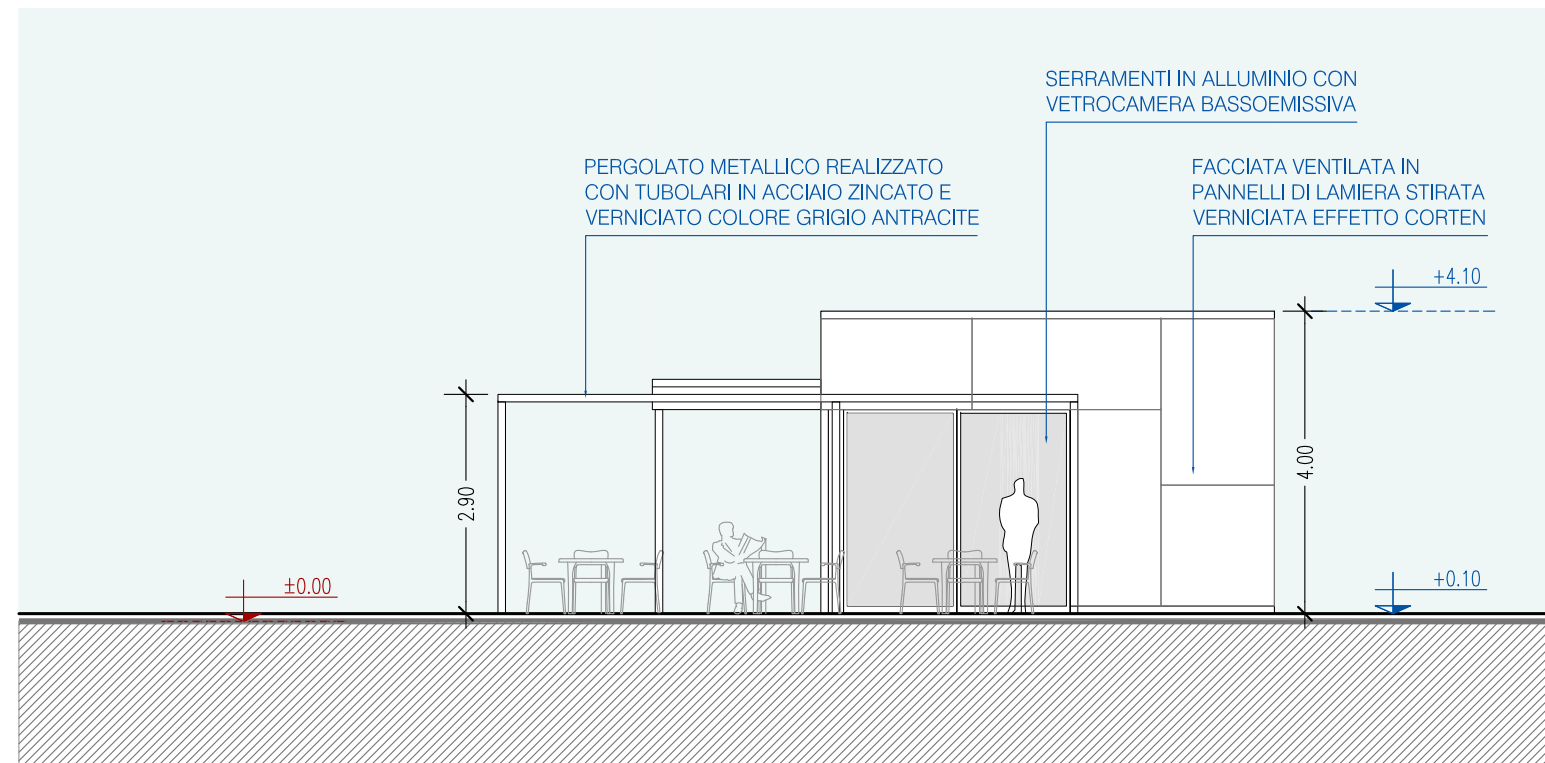 SERRAMENTI IN ALLUMINIO CON
VETROCAMERA BASSOEMISSIVA
PERGOLATO METALLICO REALIZZATO
CON TUBOLARI IN ACCIAIO ZINCATO E
VERNICIATO COLORE GRIGIO ANTRACITE
FACCIATA VENTILATA IN
PANNELLI DI LAMIERA STIRATA
VERNICIATA EFFETTO CORTEN
+4.10
2.90
4.00
±0.00
+0.10